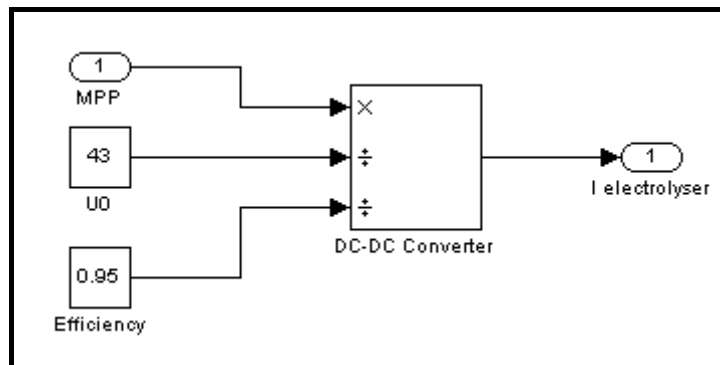 1
MPP
43
U0
0.95
Efficiency
×
÷
÷
DC-DC Converter
1
I electrolyser